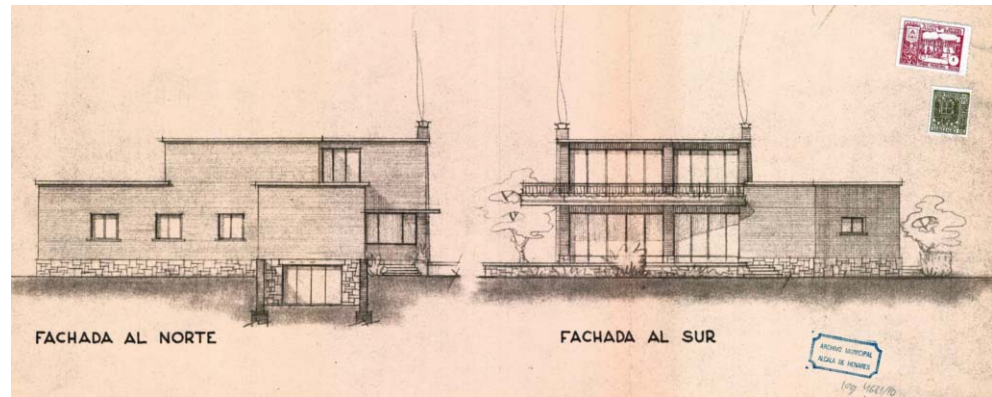 FACHADA AL NORTE
FACHADA AL SUR
ARCHIVO MUNICIPAL
ALCALA DE HENARES